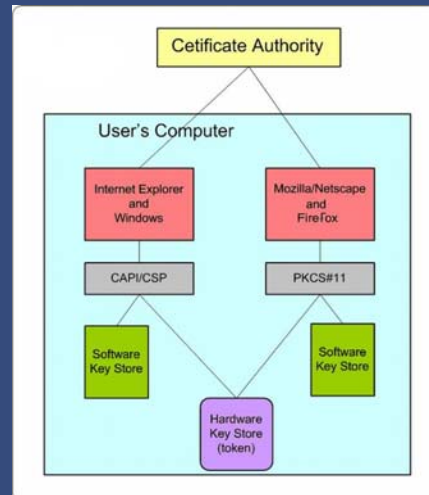 Cetificate Authority
User's Computer
Internet Explorer
and
Windows
Mozilla/Netscape
and
Firefox
CAPI/CSP
PKCS#11
Software
Key Store
Software
Key Store
Hardware
Key Store
(token)